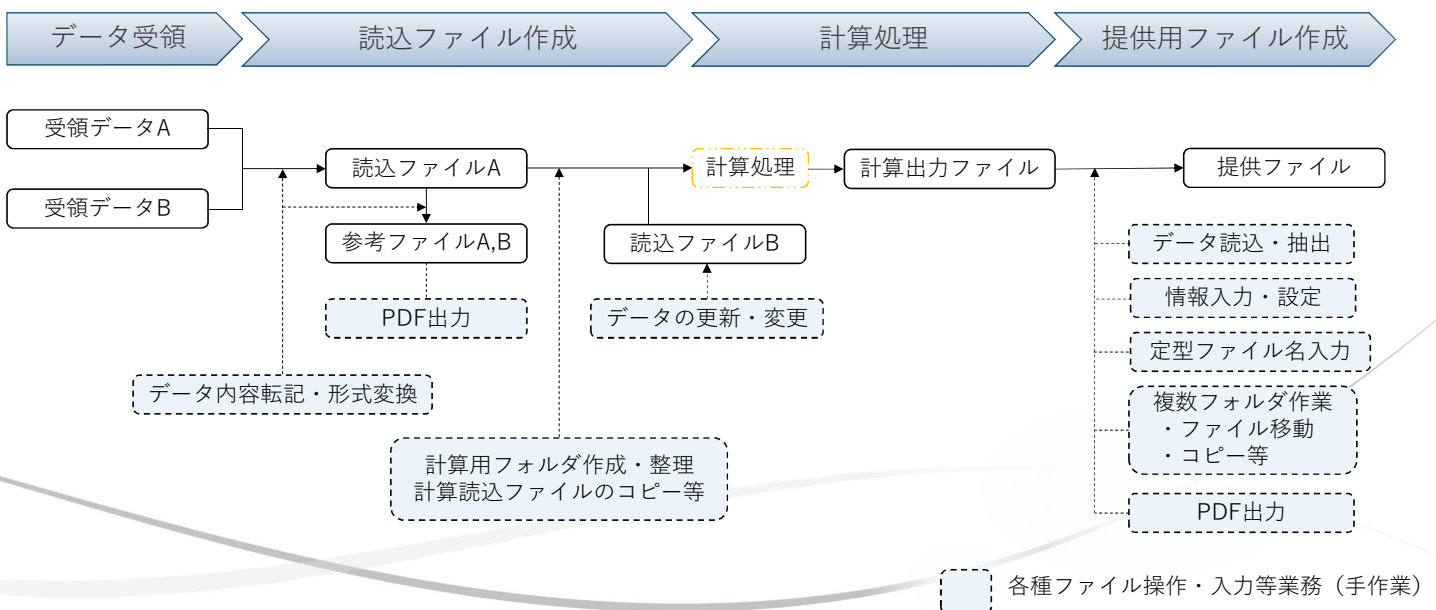 データ受領
読込ファイル作成
計算処理
提供用ファイル作成
受領データA
受領データB
読込ファイルA
計算処理
計算出力ファイル
提供ファイル
参考ファイルA,B
読込ファイルB
データ読込・抽出
PDF出力
データの更新・変更
情報入力・設定
定型ファイル名入力
データ内容転記・形式変換
複数フォルダ作業
・ファイル移動
・コピー等
計算用フォルダ作成・整理
計算読込ファイルのコピー等
PDF出力
各種ファイル操作・入力等業務（手作業）